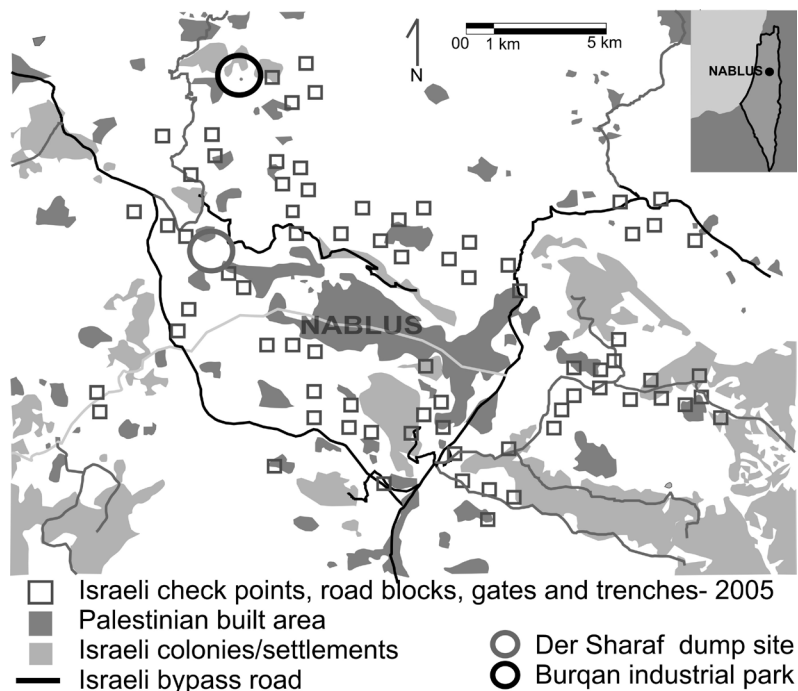 00 1 km 5 km
N
NABLUS
NABLUS
Israeli check points, road blocks, gates and trenches- 2005
Palestinian built area
Israeli colonies/settlements
Israeli bypass road
Der Sharaf dump site
Burqan industrial park